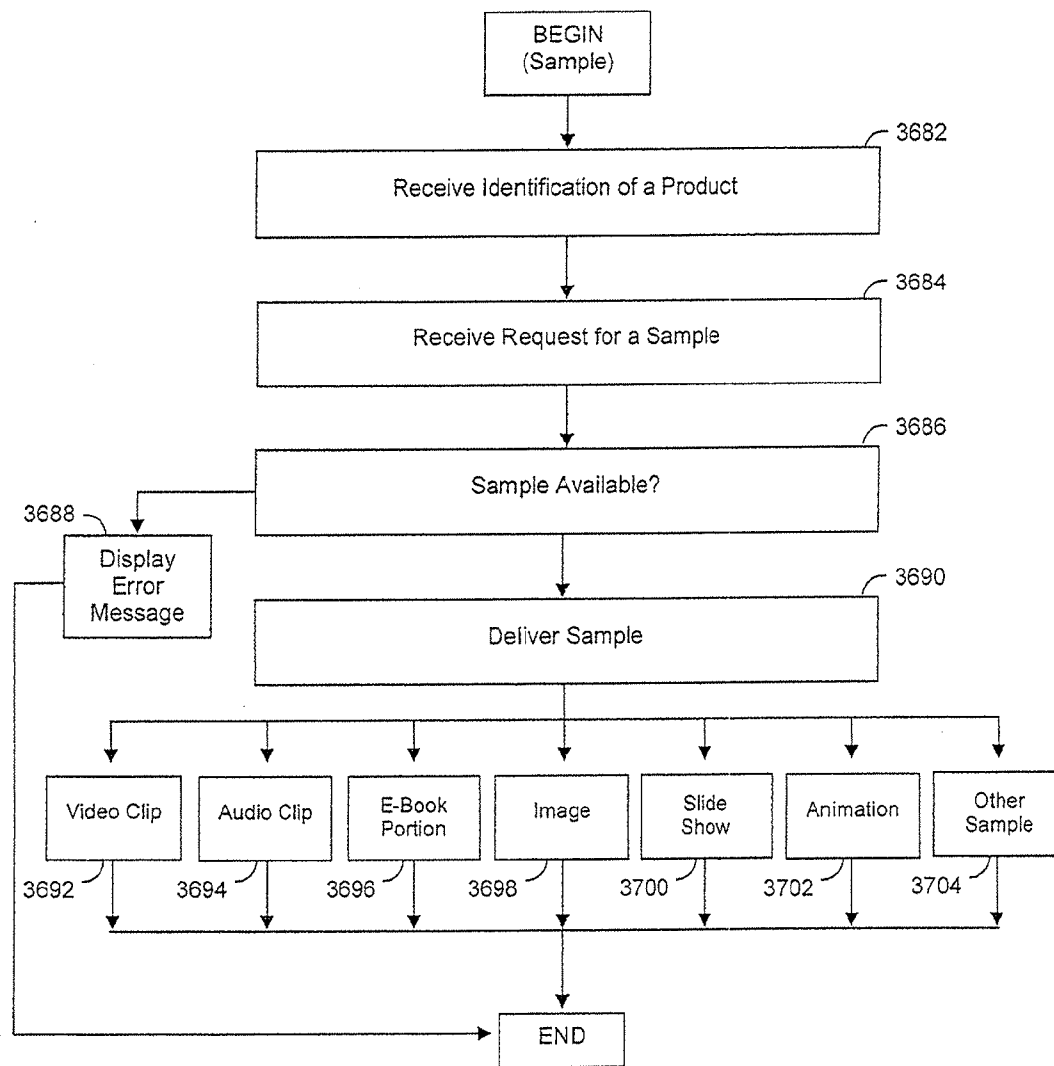 BEGIN
(Sample)
3682
Receive Identification of a Product
3684
Receive Request for a Sample
3686
Sample Available?
3688
Display
Error
Message
3690
Deliver Sample
Video Clip
Audio Clip
E-Book
Portion
Image
Slide
Show
Animation
Other
Sample
3692
3694
3696
3698
3700
3702
3704
END